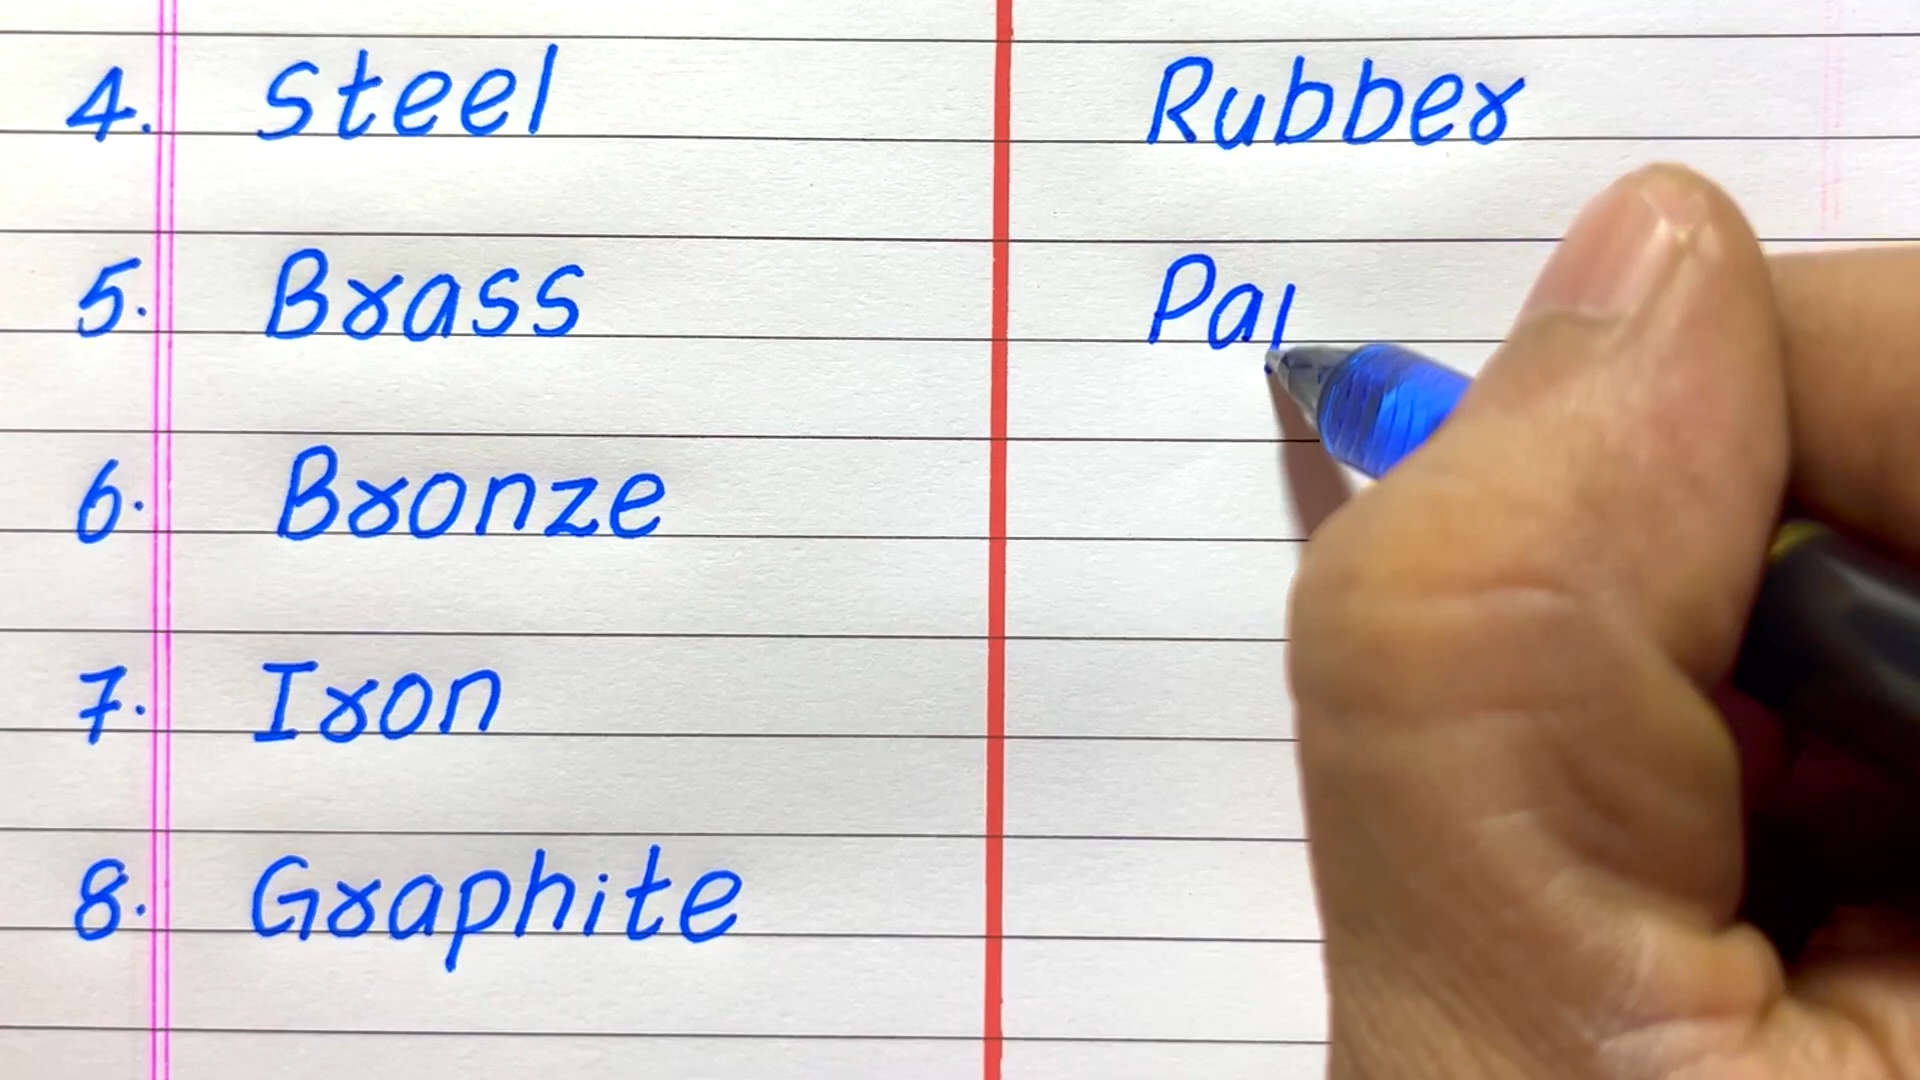 4. Steel Rubber
5. Brass Pa
6. Bronze
7. Iron
8. Graphite